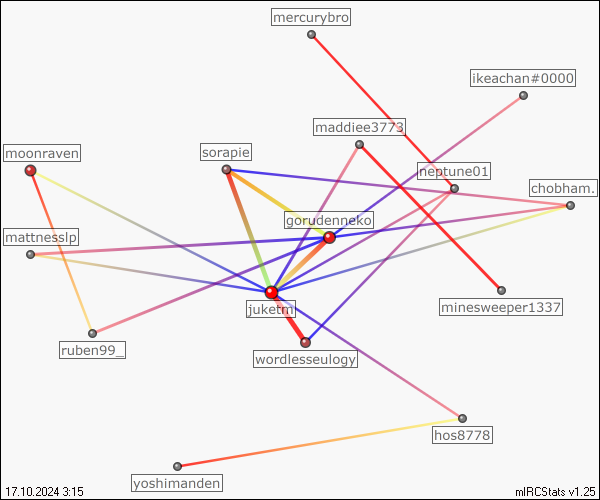 mercurybro
ikeachan#0000
maddiee3773
sorapie
moonraven
neptune01
chobham.
gorudenneko
mattnesslp
minesweeper1337
juketm
ruben99_
wordlesseulogy
hos8778
yoshimanden
17.10.2024 3:15
mIRCStats v1.25